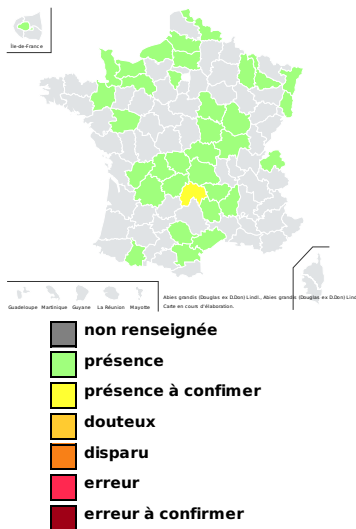 Île-de-France
Guadeloupe Martinique Guyane La Réunion Mayotte
Abies grandis (Douglas ex D.Don) Lindl., Abies grandis (Douglas ex D.Don) Lindl
Carte en cours d'élaboration.
non renseignée
présence
présence à confimer
douteux
disparu
erreur
erreur à confirmer